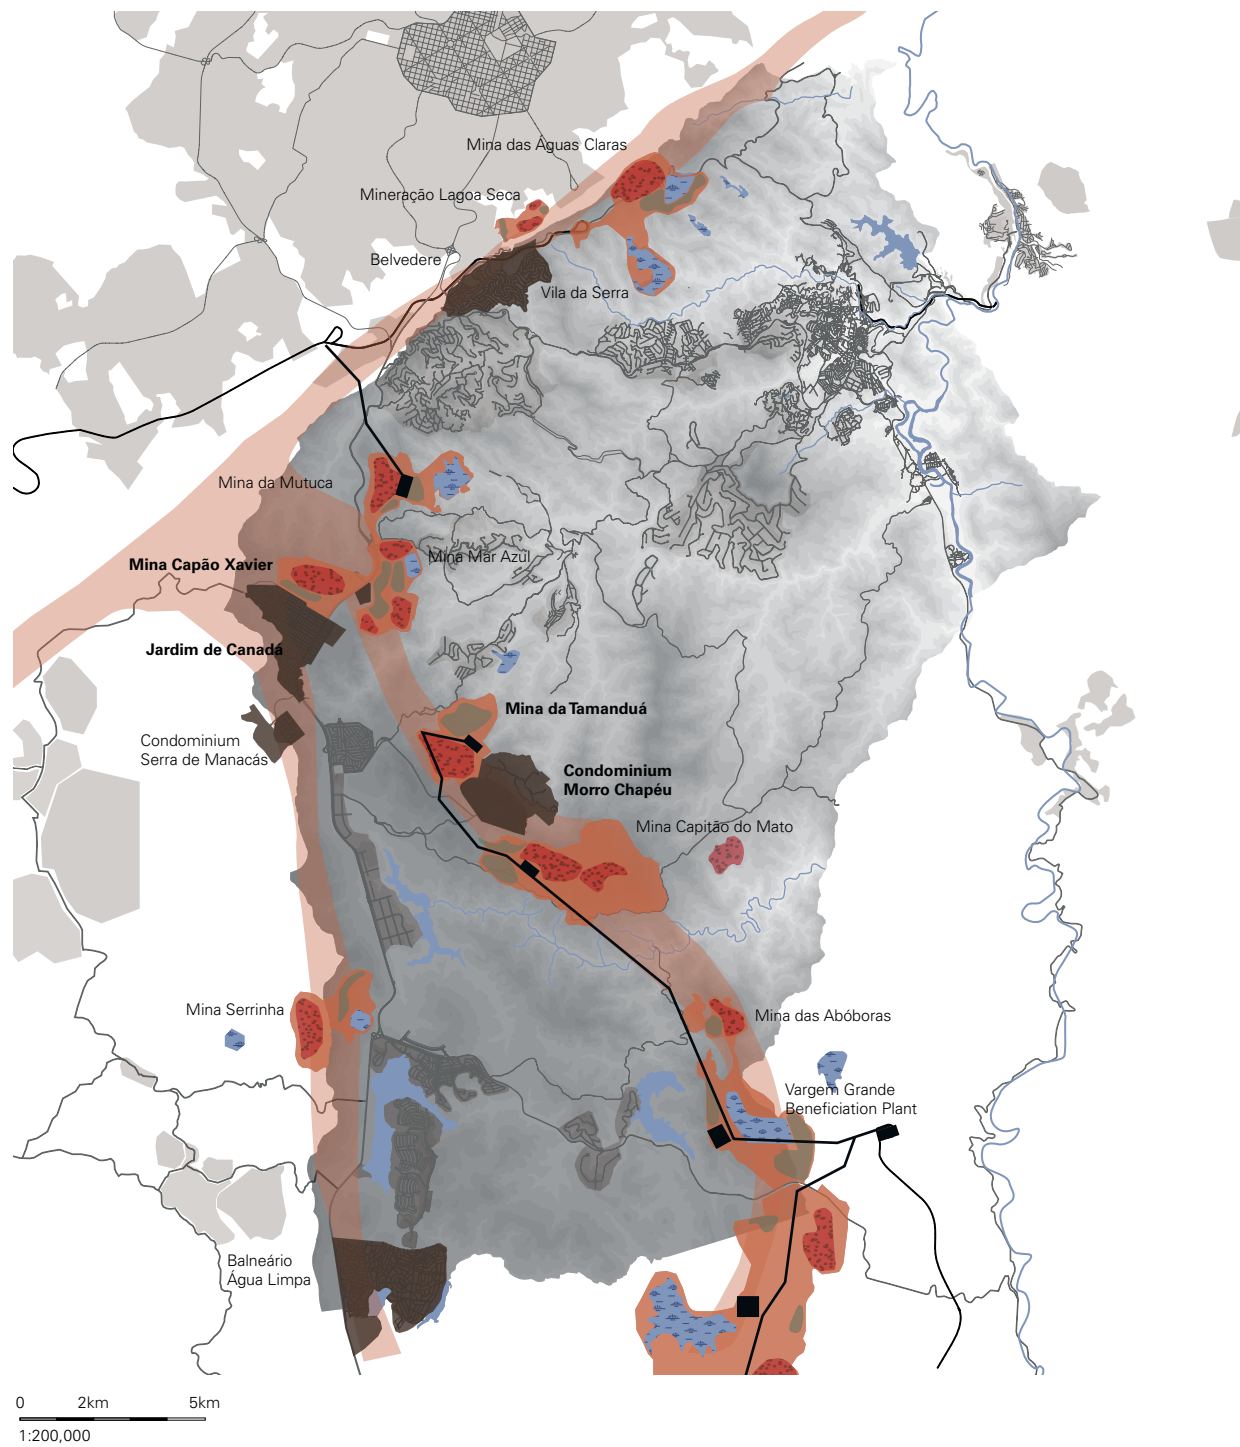 Mina das Águas Claras
Mineração Lagoa Seca
Belvedere
Vila da Serra
Mina da Mutuca
Mina Mar Azul
Mina Capão Xavier
Jardim de Canadá
Mina da Tamanduá
Condominium
Serra de Manacás
Condominium
Morro Chapéu
Mina Capitão do Mato
Mina Serrinha
Mina das Abóboras
Vargem Grande
Beneficiation Plant
Balneário
Água Limpa
0 2km 5km
1:200,000